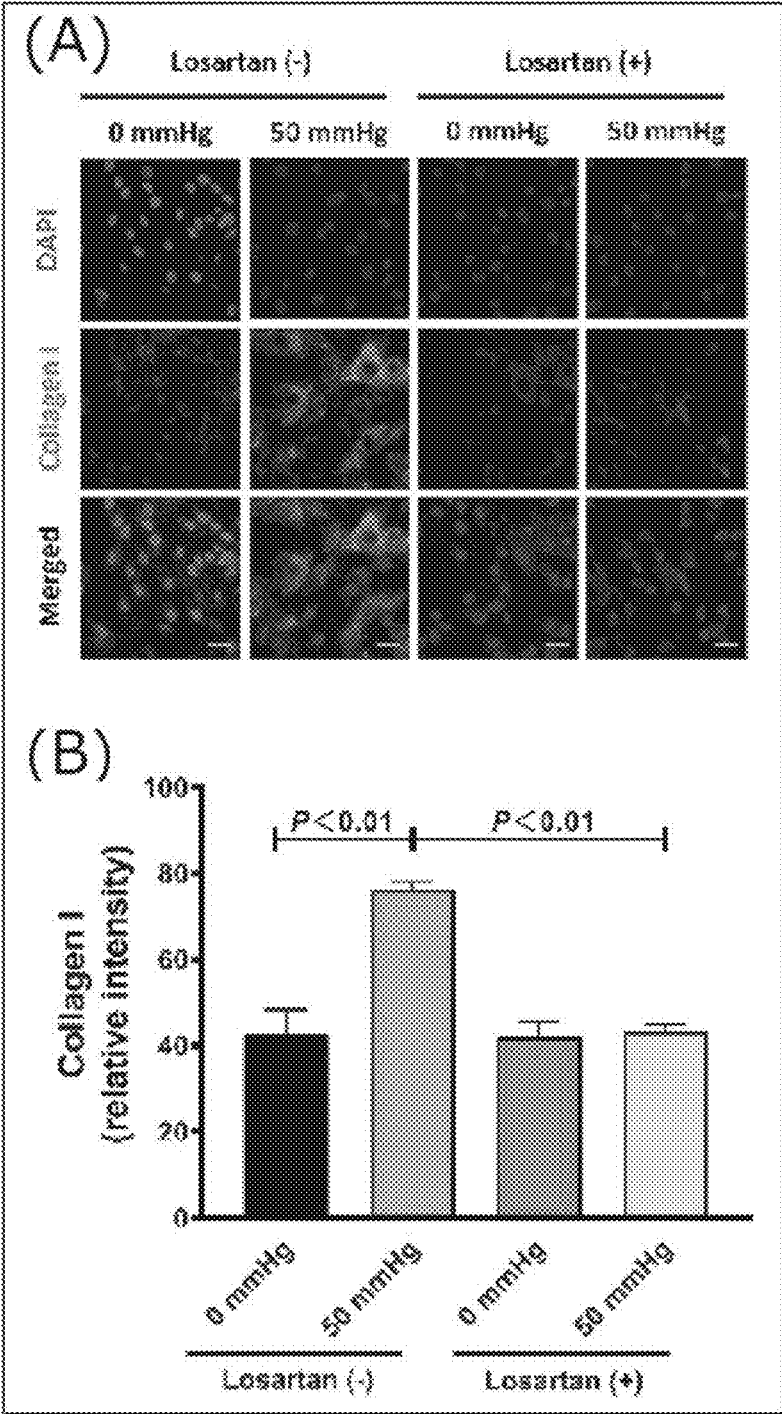 (A)
Losartan (-) Losartan (+)
0 mmHg 50 mmHg 0 mmHg 50 mmHg
DAPI
Collagen I
Merged
(B)
Collagen I
(relative intensity)
100
80
60
40
20
0
P<0.01 P<0.01
0 mmHg 50 mmHg 0 mmHg 50 mmHg
Losartan (-) Losartan (+)